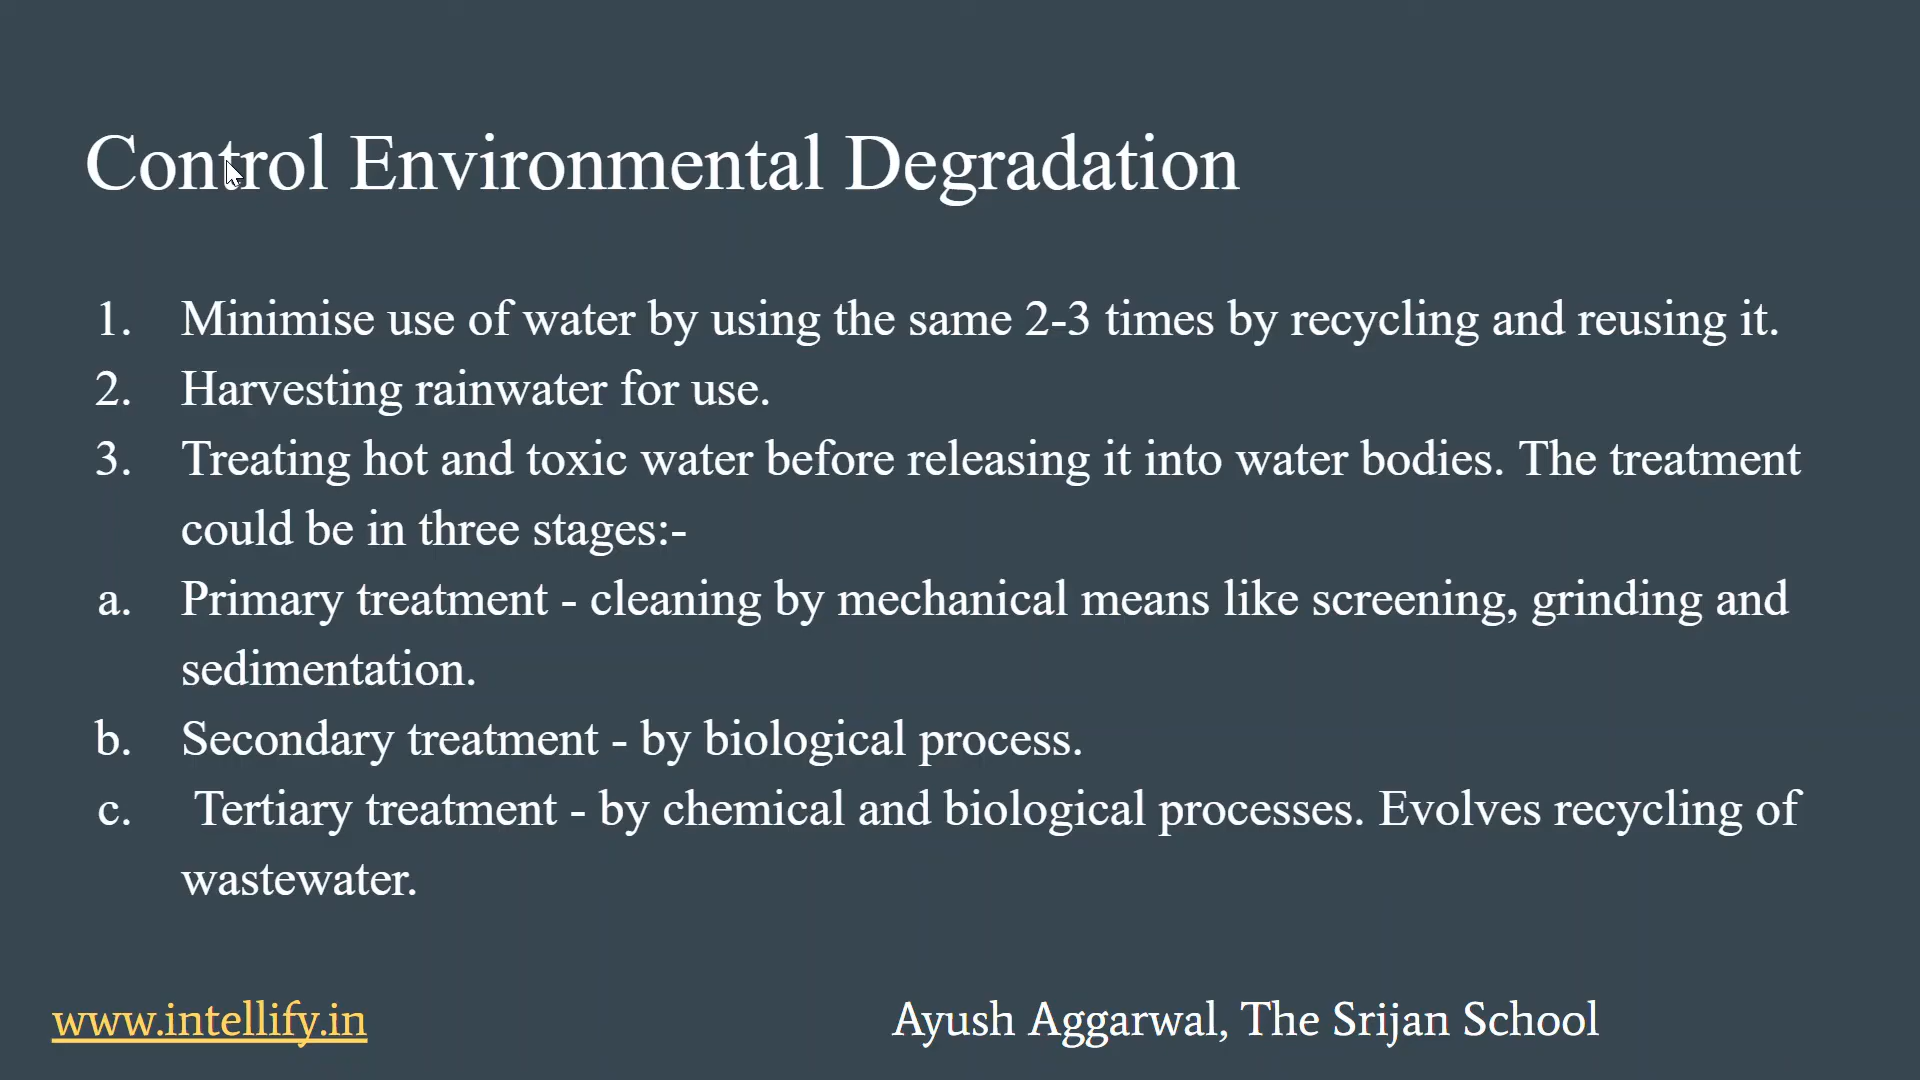 Control Environmental Degradation
1. Minimise use of water by using the same 2-3 times by recycling and reusing it.
2. Harvesting rainwater for use.
3. Treating hot and toxic water before releasing it into water bodies. The treatment
could be in three stages:-
a. Primary treatment - cleaning by mechanical means like screening, grinding and
sedimentation.
b. Secondary treatment - by biological process.
c. Tertiary treatment - by chemical and biological processes. Evolves recycling of
wastewater.
www.intellify.in
Ayush Aggarwal, The Srijan School